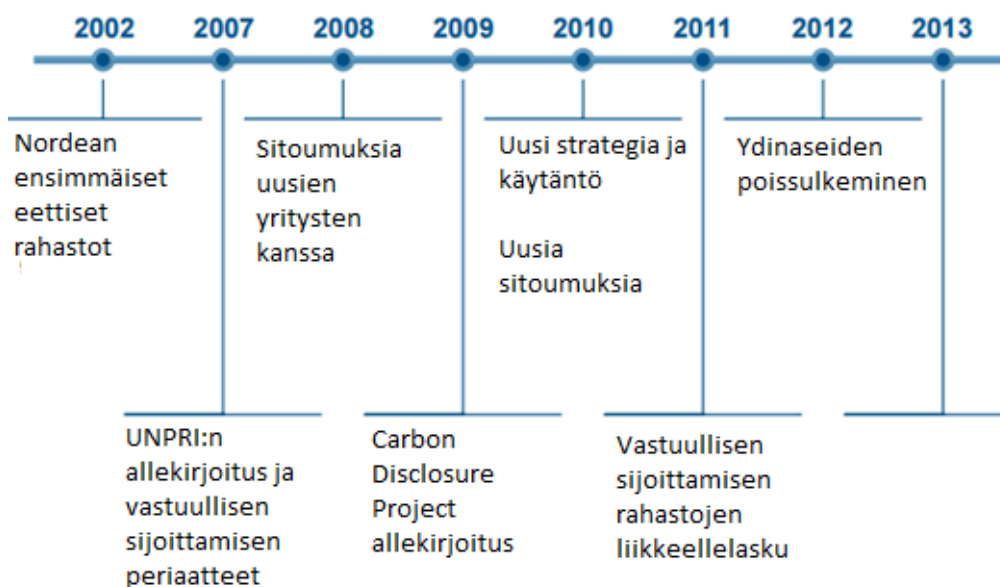 2002 2007 2008 2009 2010 2011 2012 2013
Nordean
ensimmäiset
eettiset
rahastot
Sitoumuksia
uusien
yritysten
kanssa
Uusi strategia ja
käytäntö
Uusia
sitoumuksia
Ydinaseiden
poissulkeminen
UNPRI:n
allekirjoitus ja
vastuullisen
sijoittamisen
periaatteet
Carbon
Disclosure
Project
allekirjoitus
Vastuullisen
sijoittamisen
rahastojen
liikkeellelasku